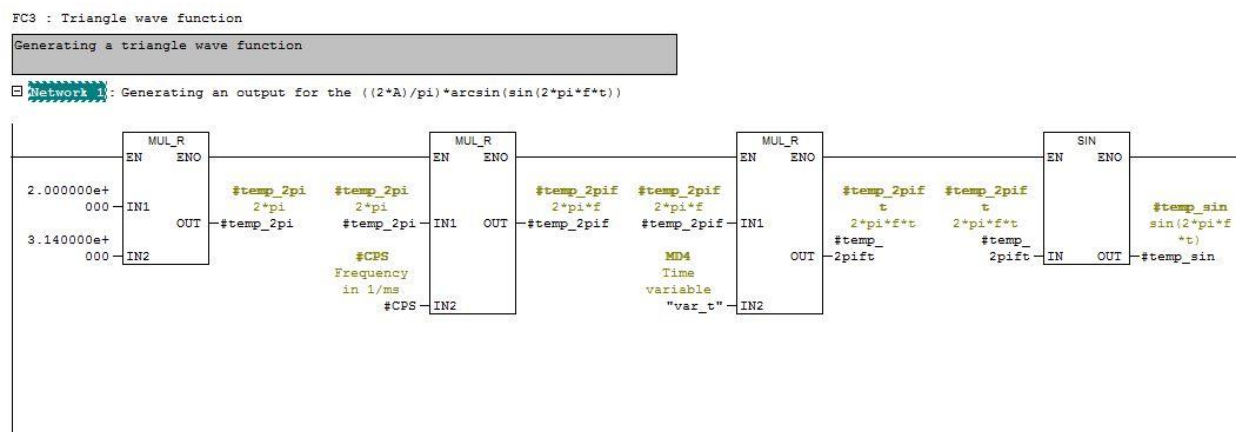 FC3 : Triangle wave function
Generating a triangle wave function
Network 1: Generating an output for the ((2*A)/pi)*arcsin(sin(2*pi*f*t))
MUL_R
EN ENO
2.000000e+
000
IN1
3.140000e+
000
IN2
OUT
#temp_2pi
2*pi
#temp_2pi
#temp_2pi
2*pi
#temp_2pi
#CPS
Frequency
in 1/ms
#CPS
MUL_R
EN ENO
IN1
OUT
IN2
#temp_2pif
2*pi*f
#temp_2pif
#temp_2pif
2*pi*f
#temp_2pif
MD4
Time
variable
"var_t"
MUL_R
EN ENO
IN1
OUT
IN2
#temp_2pif
t
2*pi*f*t
#temp_
2pift
#temp_2pif
t
2*pi*f*t
#temp_
2pift
SIN
EN ENO
IN OUT
#temp_sin
sin(2*pi*f
*t)
#temp_sin